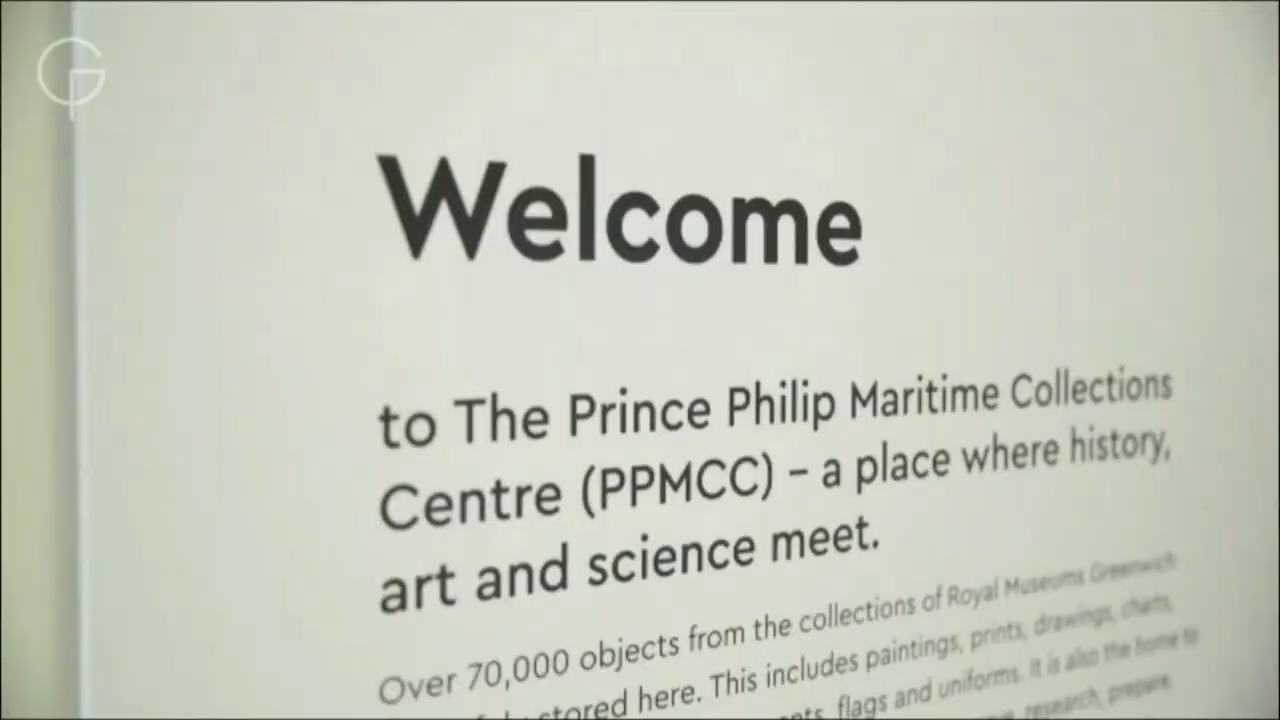 Welcome
to The Prince Philip Maritime Collections
Centre (PPMCC) – a place where history,
art and science meet.
Over 70,000 objects from the collections of Royal Museums Greenwich
stored here. This includes paintings, prints, drawings, charts,
flags and uniforms. It is also the home to
research, prepare